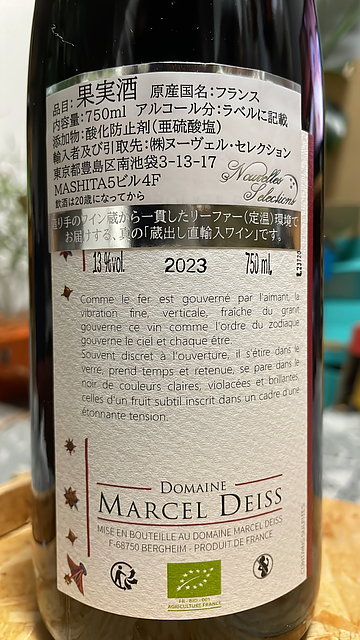 品目:果実酒 原産国名:フランス
内容量:750ml アルコール分:ラベルに記載
添加物:酸化防止剤(亜硫酸塩)
輸入者及び引取先:㈱ヌーヴェル・セレクション
東京都豊島区南池袋3-13-17
MASHITA5ビル4F
飲酒は20歳になってから
Nouvelles
Selections
り手のワイン蔵から一貫したリーファー(定温)環境で
お届けする、真の「蔵出し直輸入ワイン」です。
13 %vol. 2023 750 ml
Comme le fer est gouverné par l'aimant, la
vibration fine, verticale, fraîche du granit
gouverne ce vin comme l'ordre du zodiaque
gouverne le ciel et chaque être.
Souvent discret à l'ouverture, il s'étire dans le
verre, prend temps et retenue, se pare dans le
noir de couleurs claires, violacées et brillantes,
celles d'un fruit subtil inscrit dans un cadre d'une
étonnante tension.
DOMAINE
MARCEL DEISS
MISE EN BOUTEILLE AU DOMAINE MARCEL DEISS
F-68750 BERGHEIM - PRODUIT DE FRANCE
FR-BIO-001
AGRICULTURE FRANCE